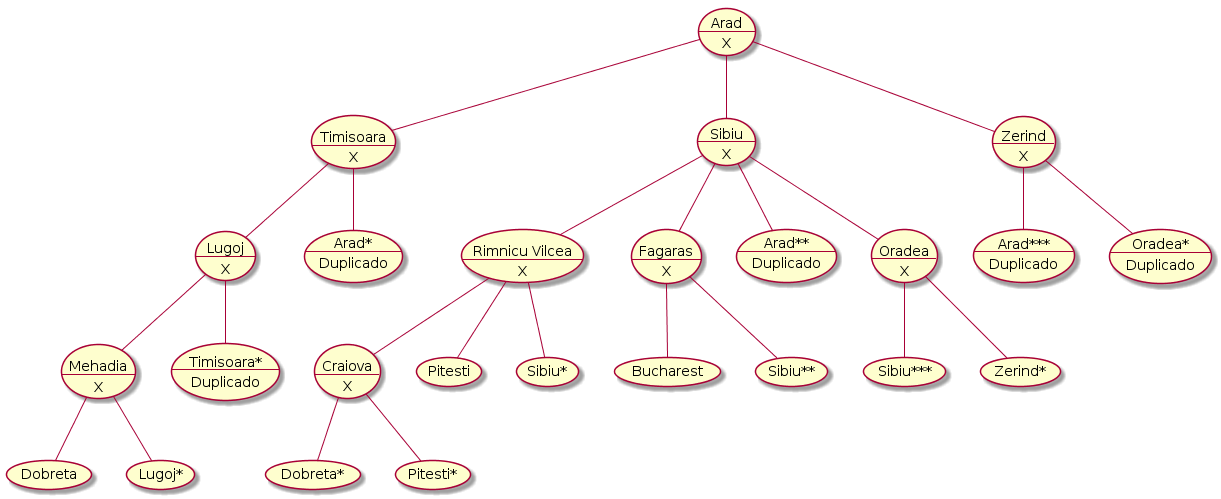 Arad
X
Timisoara
X
Sibiu
X
Zerind
X
Lugoj
X
Arad*
Duplicado
Rimnicu Vilcea
X
Fagaras
X
Arad**
Duplicado
Oradea
X
Arad***
Duplicado
Oradea*
Duplicado
Mehadia
X
Timisoara*
Duplicado
Craiova
X
Pitesti
Sibiu*
Bucharest
Sibiu**
Sibiu***
Zerind*
Dobreta
Lugoj*
Dobreta*
Pitesti*